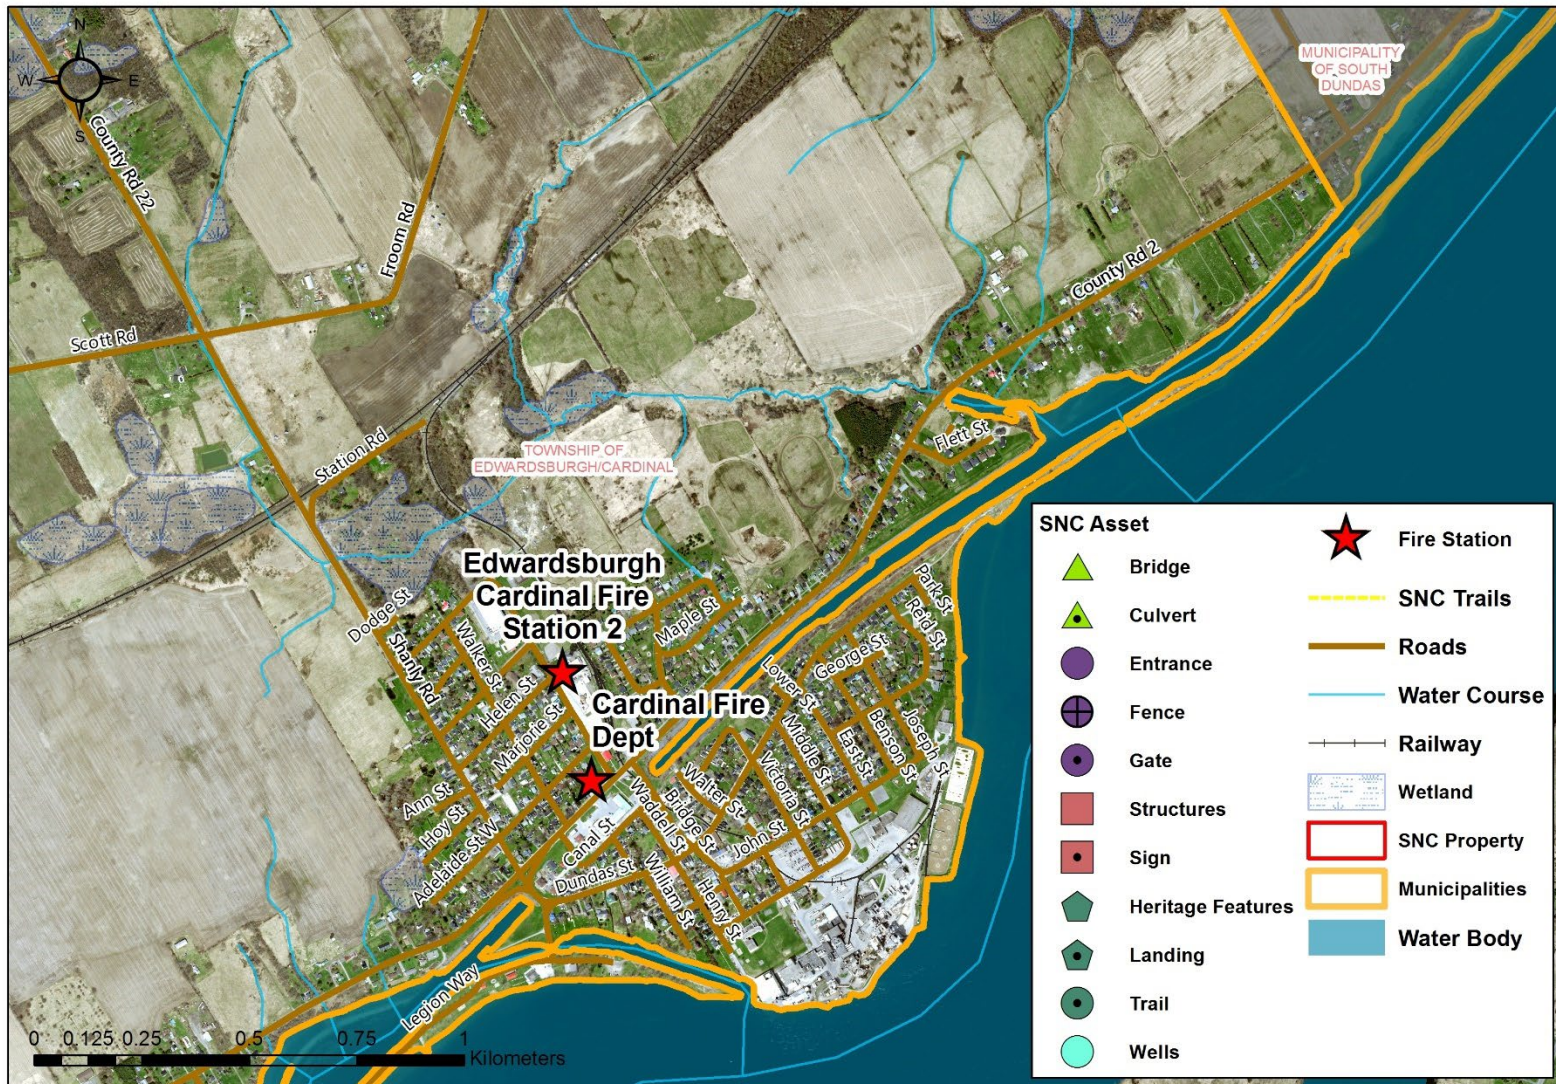 N
W
E
S
MUNICIPALITY
OF SOUTH
DUNDAS
County Rd 22
Froom Rd
Scott Rd
County Rd 2
Station Rd
TOWNSHIP OF
EDWARDSBURGH/CARDINAL
Flett St
Edwardsburgh
Cardinal Fire
Station 2
Dodge St
Shanly Rd
Walker St
Maple St
Park St
Reid St
George St
Helen St
Marjorie St
Cardinal Fire
Dept
Lower St
Middle St
East St
Benson St
Joseph St
Victoria St
Walter St
Ann St
Hoy St
Adelaide St W
Canal St
Waddell St
Bridge St
John St
Dundas St
William St
Henry St
Legion Way
0 0.125 0.25 0.5 0.75 1
Kilometers
SNC Asset
Bridge
Culvert
Entrance
Fence
Gate
Structures
Sign
Heritage Features
Landing
Trail
Wells
Fire Station
SNC Trails
Roads
Water Course
Railway
Wetland
SNC Property
Municipalities
Water Body